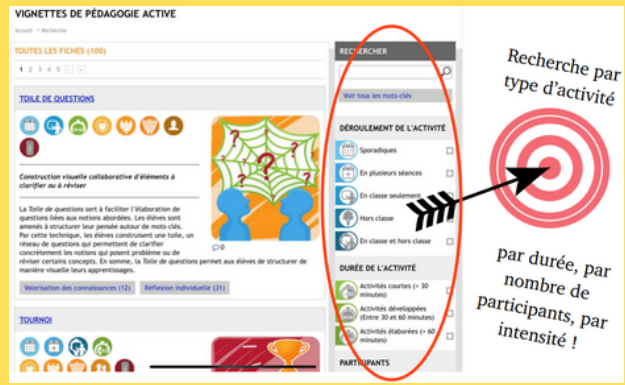 VIGNETTES DE PÉDAGOGIE ACTIVE
Accueil > Recherche
TOUTES LES FICHES (100)
1 2 3 4 5
TOILE DE QUESTIONS
Construction visuelle collaborative d'éléments à
clarifier ou à réviser
La Toile de questions sert à faciliter l'élaboration de
questions liées aux notions abordées. Les élèves sont
amenés à structurer leur pensée autour de mots-clés.
Par cette technique, les élèves construisent une toile, un
réseau de questions qui permettent de clarifier
concrètement les notions qui posent problème ou de
réviser certains concepts. En somme, la Toile de questions permet aux élèves de structurer de
manière visuelle leurs apprentissages.
0
Valorisation des connaissances (12)
Réflexion individuelle (31)
TOURNOI
RECHERCHER
Voir tous les mots-clés
DÉROULEMENT DE L'ACTIVITÉ
Sporadiques
En plusieurs séances
En classe seulement
Hors classe
En classe et hors classe
DURÉE DE L'ACTIVITÉ
Activités courtes (< 30
minutes)
Activités développées
(Entre 30 et 60 minutes)
Activités élaborées (> 60
minutes)
PARTICIPANTS
Recherche par
type d'activité
par durée, par
nombre de
participants, par
intensité !